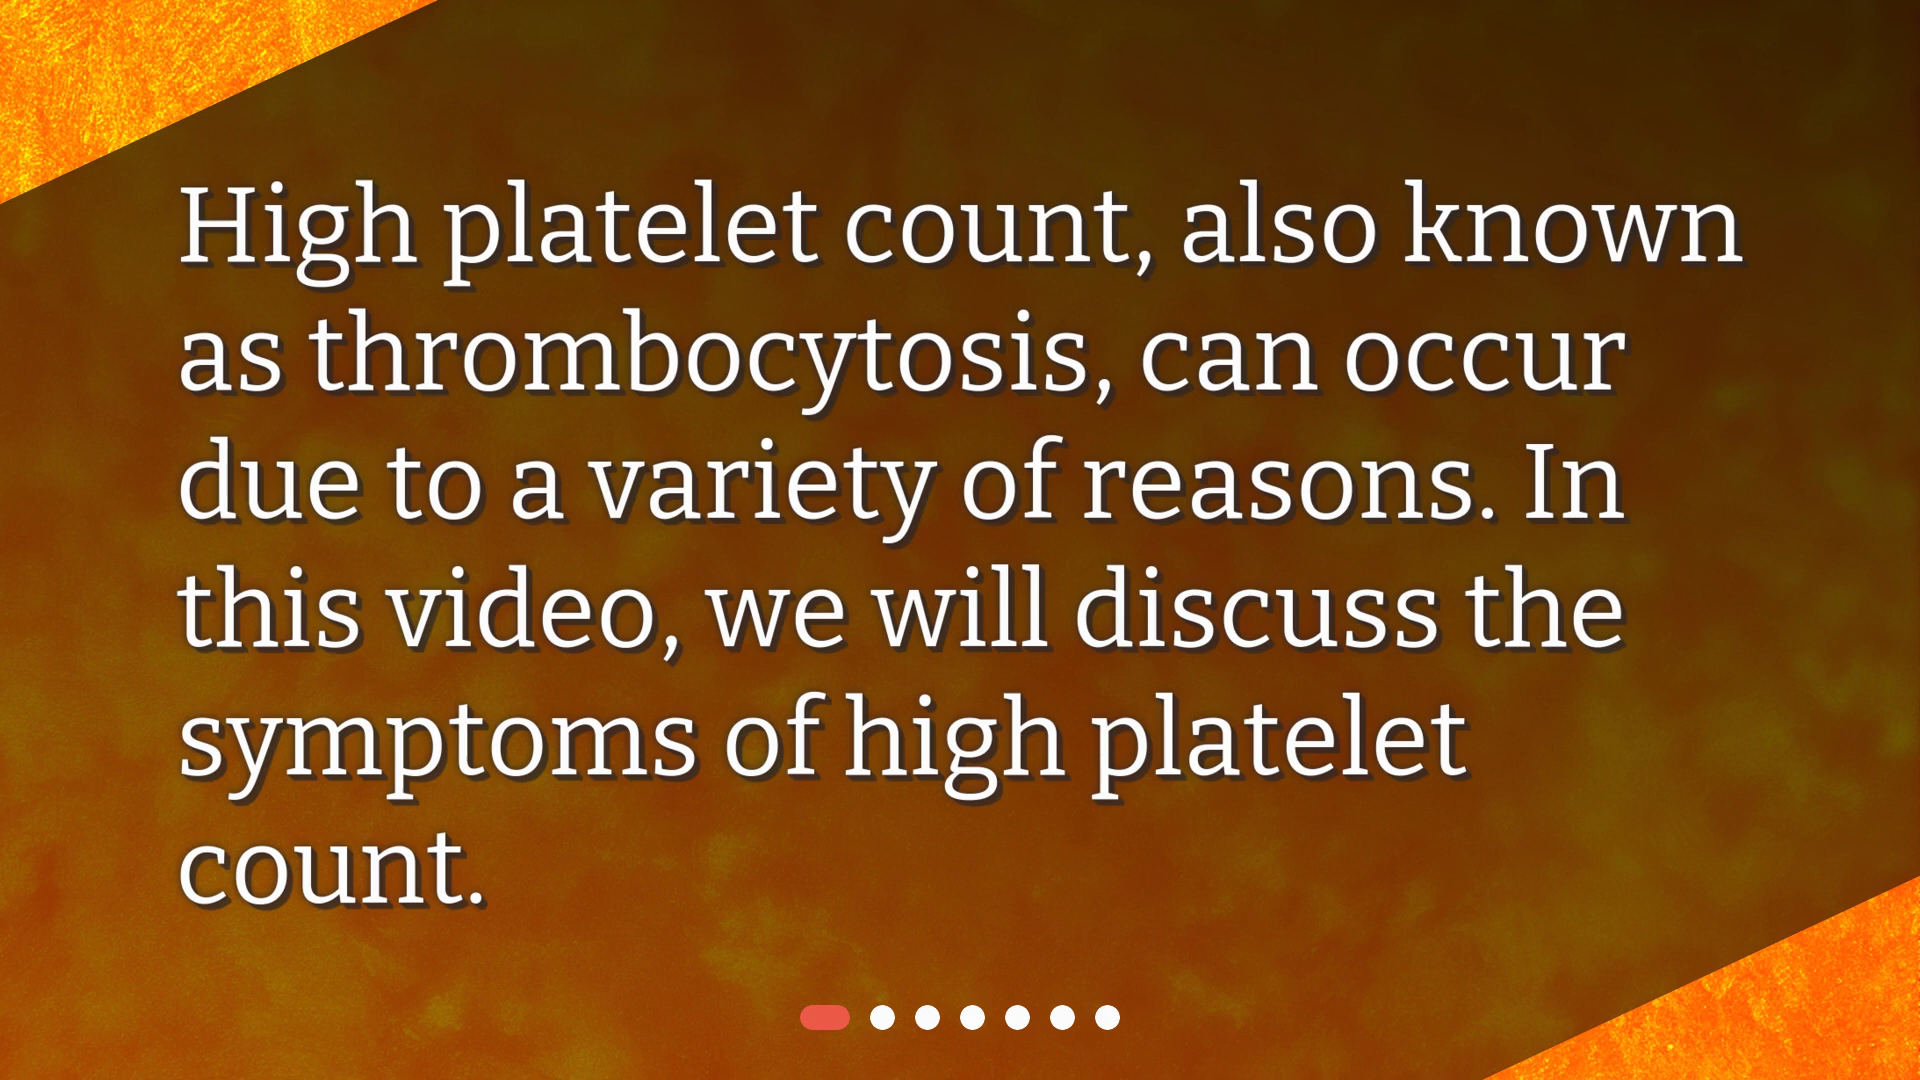 High platelet count, also known
as thrombocytosis, can occur
due to a variety of reasons. In
this video, we will discuss the
symptoms of high platelet
count.